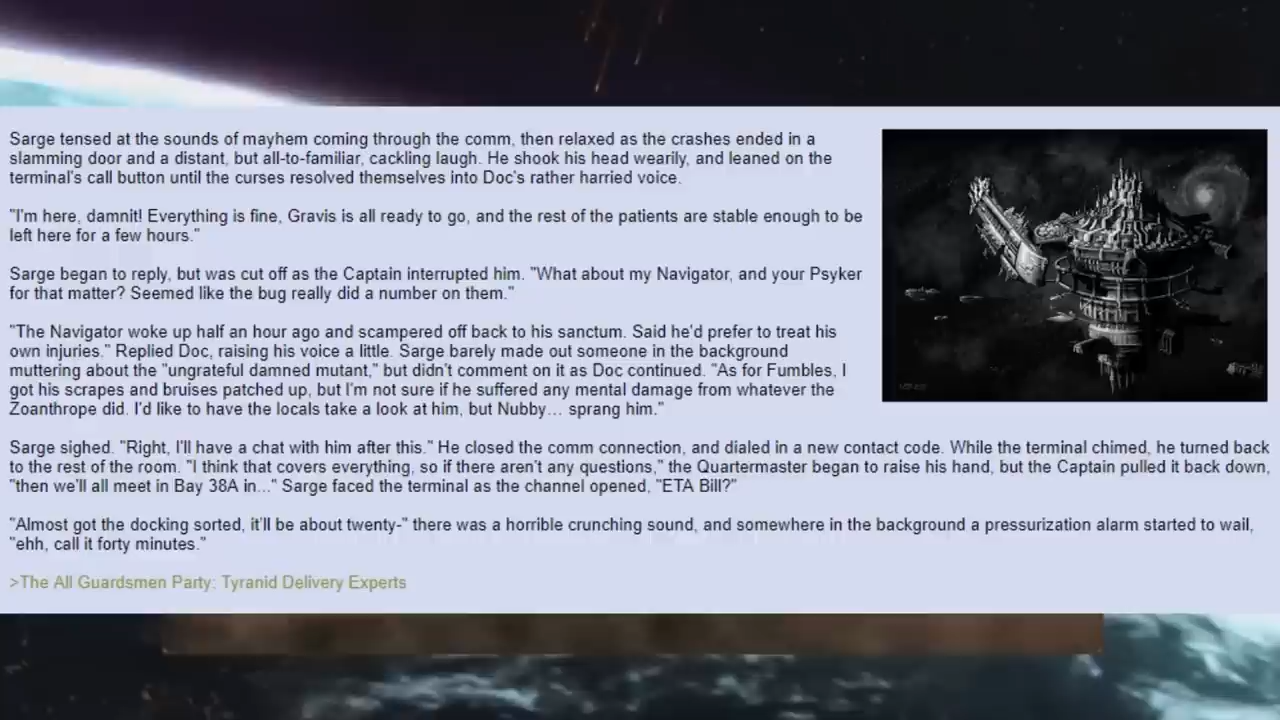 Sarge tensed at the sounds of mayhem coming through the comm, then relaxed as the crashes ended in a
slamming door and a distant, but all-to-familiar, cackling laugh. He shook his head wearily, and leaned on the
terminal's call button until the curses resolved themselves into Doc's rather harried voice.
"I'm here, damnit! Everything is fine, Gravis is all ready to go, and the rest of the patients are stable enough to be
left here for a few hours."
Sarge began to reply, but was cut off as the Captain interrupted him. "What about my Navigator, and your Psyker
for that matter? Seemed like the bug really did a number on them."
"The Navigator woke up half an hour ago and scampered off back to his sanctum. Said he'd prefer to treat his
own injuries." Replied Doc, raising his voice a little. Sarge barely made out someone in the background
muttering about the "ungrateful damned mutant," but didn't comment on it as Doc continued. "As for Fumbles, I
got his scrapes and bruises patched up, but I'm not sure if he suffered any mental damage from whatever the
Zoanthrope did. I'd like to have the locals take a look at him, but Nubby... sprang him."
Sarge sighed. "Right, I'll have a chat with him after this." He closed the comm connection, and dialed in a new contact code. While the terminal chimed, he turned back
to the rest of the room. "I think that covers everything, so if there aren't any questions," the Quartermaster began to raise his hand, but the Captain pulled it back down,
"then we'll all meet in Bay 38A in..." Sarge faced the terminal as the channel opened, "ETA Bill?"
"Almost got the docking sorted, it'll be about twenty-" there was a horrible crunching sound, and somewhere in the background a pressurization alarm started to wail,
"ehh, call it forty minutes."
>The All Guardsmen Party: Tyranid Delivery Experts